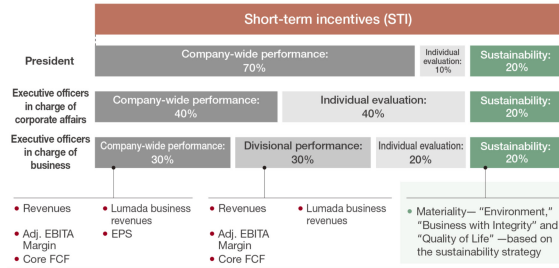 Short-term incentives (STI)
President
Company-wide performance:
70%
Individual
evaluation:
10%
Sustainability:
20%
Executive officers
in charge of
corporate affairs
Company-wide performance:
40%
Individual evaluation:
40%
Sustainability:
20%
Executive officers
in charge of
business
Company-wide performance:
30%
Divisional performance:
30%
Individual evaluation:
20%
Sustainability:
20%
• Revenues
• Adj. EBITA
Margin
• Core FCF
• Lumada business
revenues
• EPS
• Revenues
• Adj. EBITA
Margin
• Core FCF
• Lumada business
revenues
• Materiality— “Environment,“
“Business with Integrity” and
“Quality of Life” —based on
the sustainability strategy